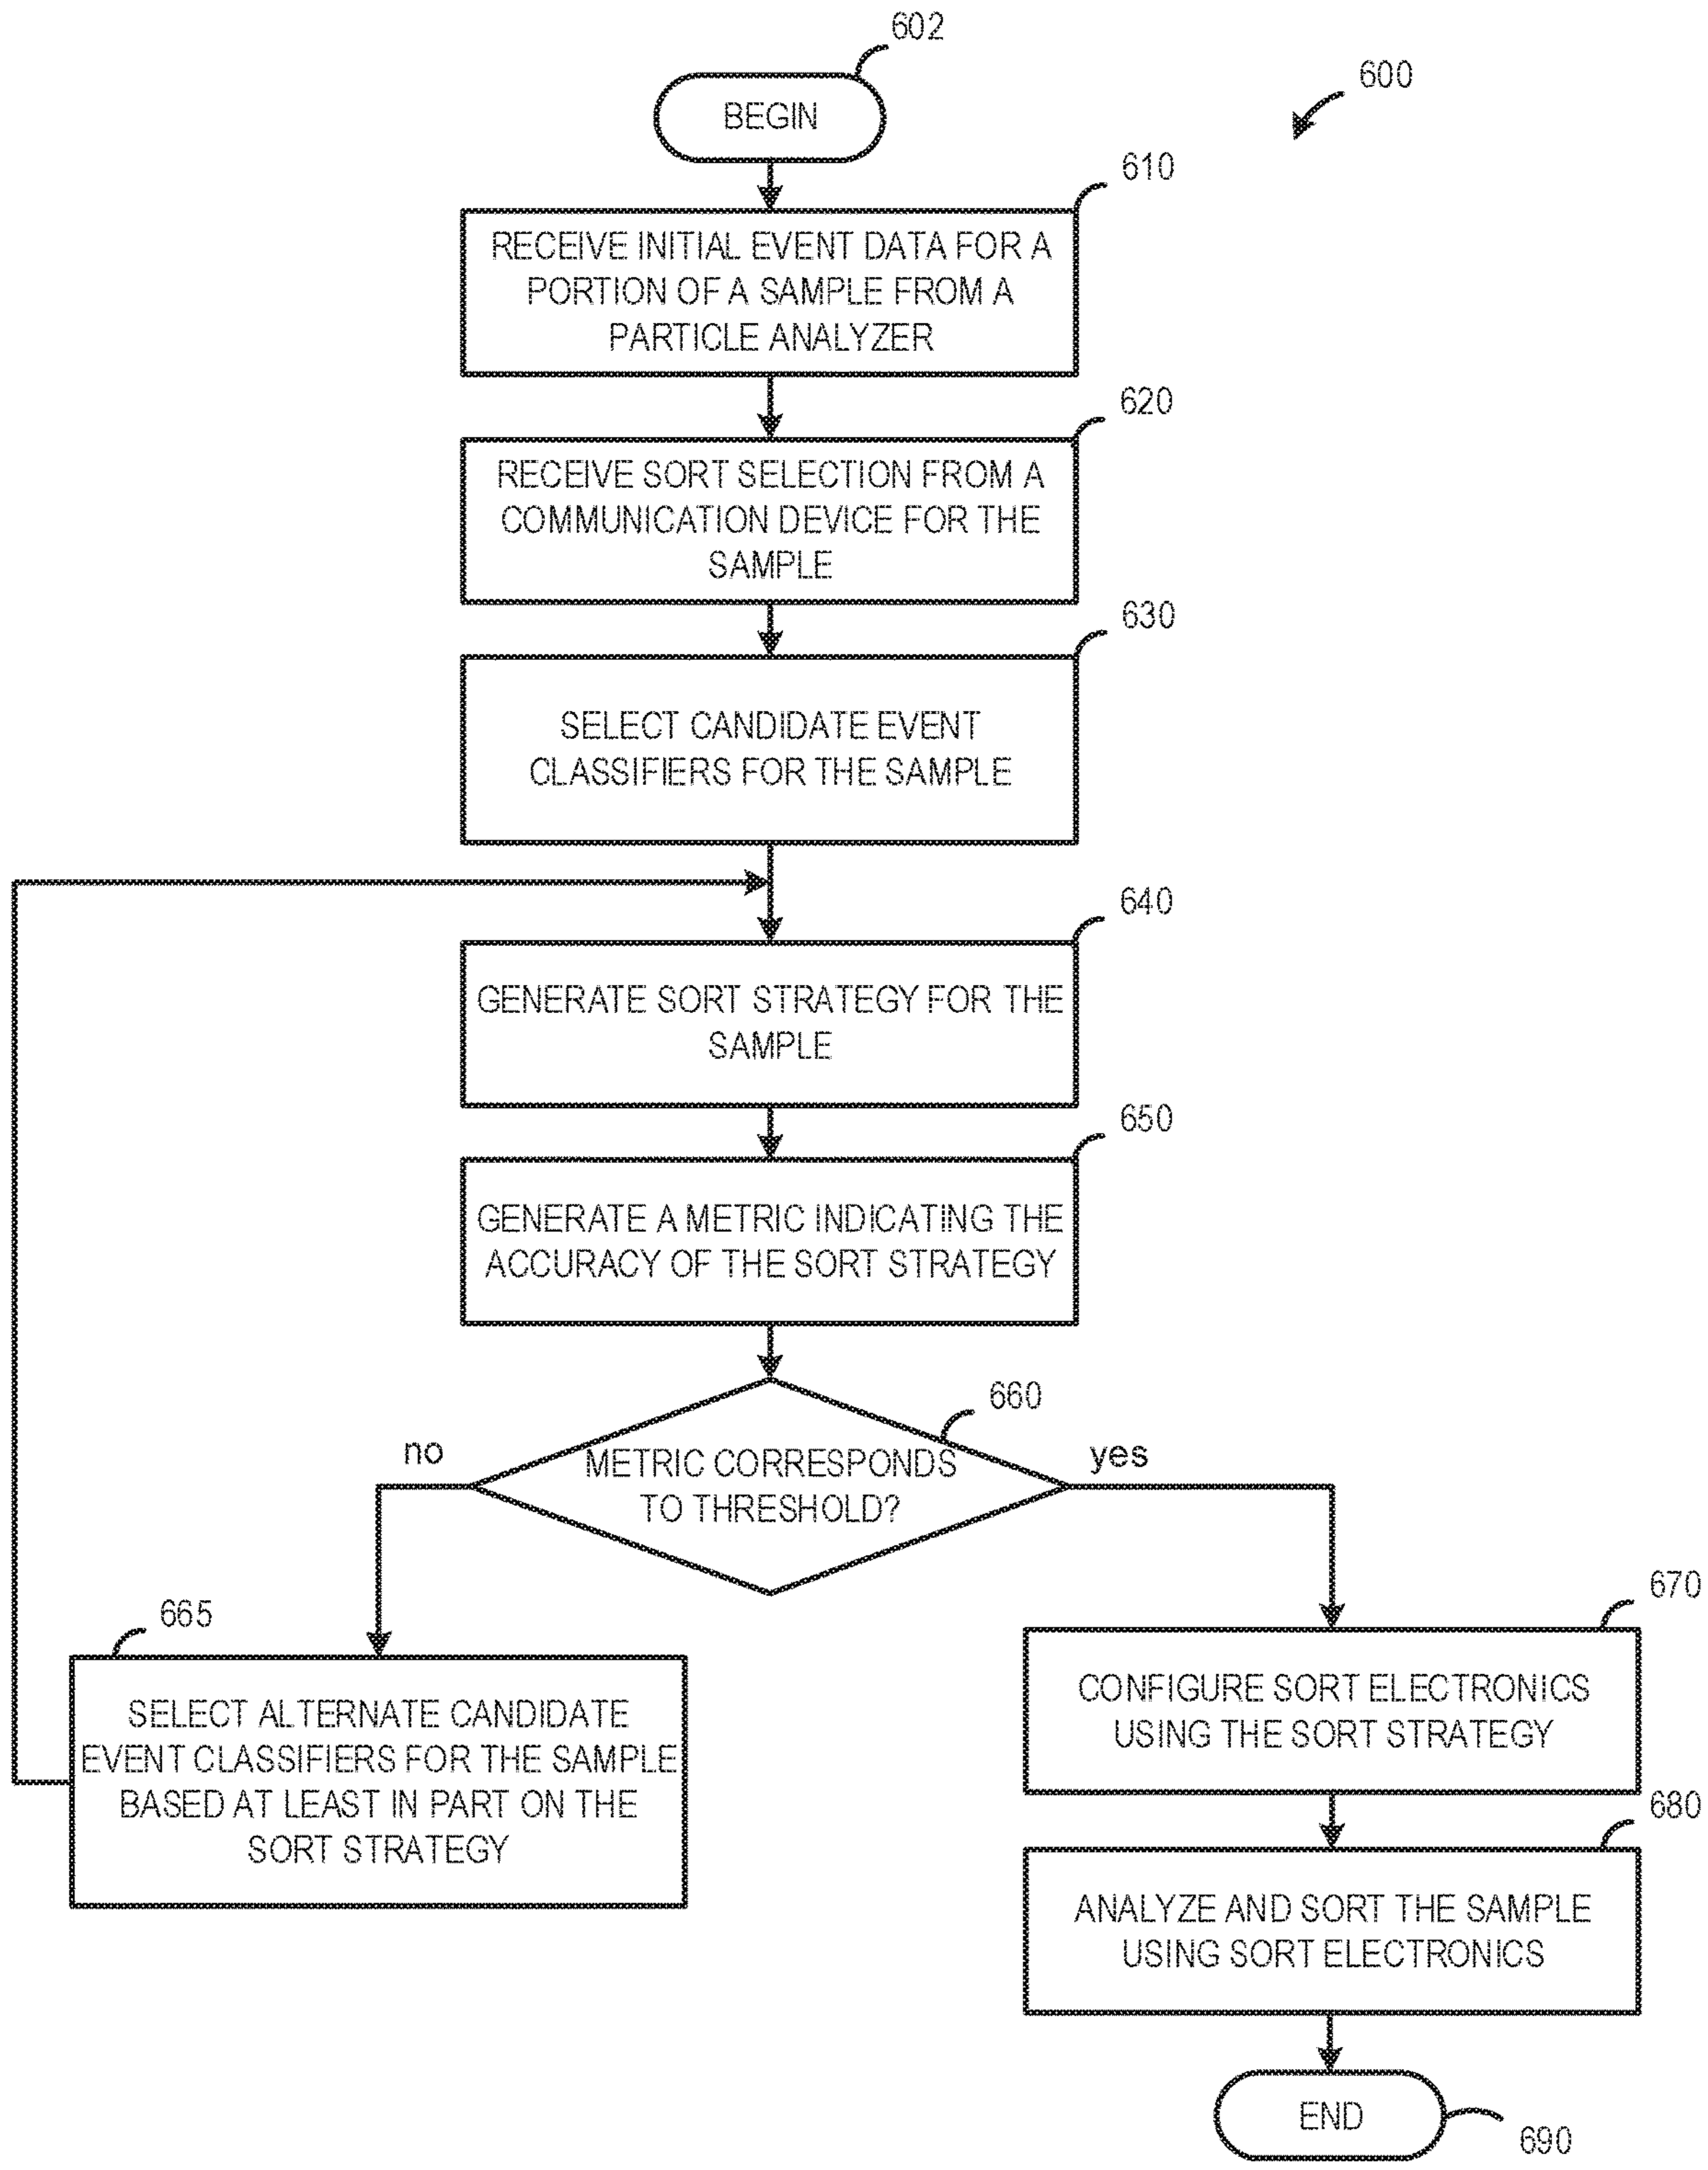 602
BEGIN
600
610
RECEIVE INITIAL EVENT DATA FOR A
PORTION OF A SAMPLE FROM A
PARTICLE ANALYZER
620
RECEIVE SORT SELECTION FROM A
COMMUNICATION DEVICE FOR THE
SAMPLE
630
SELECT CANDIDATE EVENT
CLASSIFIERS FOR THE SAMPLE
640
GENERATE SORT STRATEGY FOR THE
SAMPLE
650
GENERATE A METRIC INDICATING THE
ACCURACY OF THE SORT STRATEGY
660
METRIC CORRESPONDS
TO THRESHOLD?
no
yes
665
SELECT ALTERNATE CANDIDATE
EVENT CLASSIFIERS FOR THE SAMPLE
BASED AT LEAST IN PART ON THE
SORT STRATEGY
670
CONFIGURE SORT ELECTRONICS
USING THE SORT STRATEGY
680
ANALYZE AND SORT THE SAMPLE
USING SORT ELECTRONICS
END
690